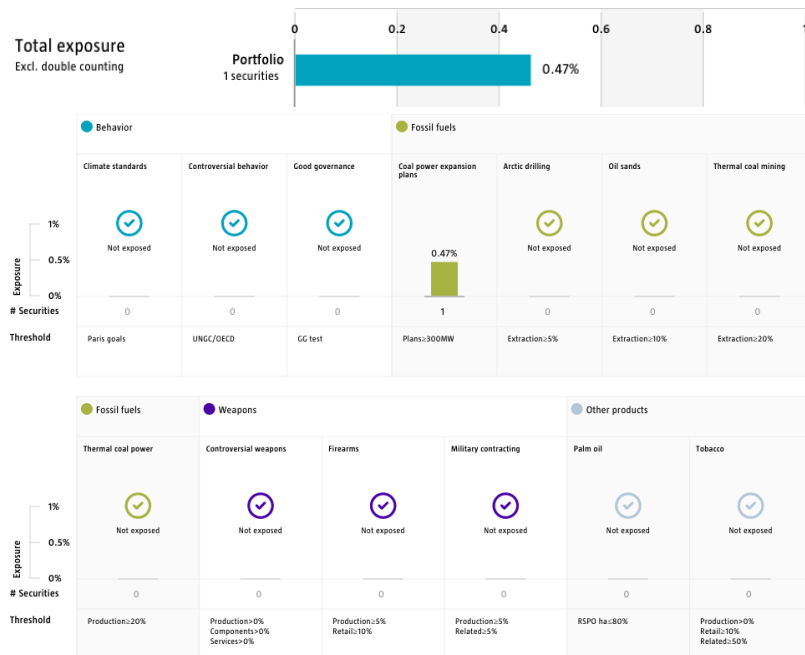 0
0.2
0.4
0.6
0.8
Total exposure
Excl. double counting
Portfolio
1 securities
0.47%
Behavior
Fossil fuels
Climate standards
Controversial behavior
Good governance
Coal power expansion
plans
Arctic drilling
Oil sands
Thermal coal mining
Exposure
1%
0.5%
0%
Not exposed
Not exposed
Not exposed
0.47%
Not exposed
Not exposed
Not exposed
# Securities
0
0
0
1
0
0
0
Threshold
Paris goals
UNGC/OECD
GG test
Plans≥300MW
Extraction≥5%
Extraction≥10%
Extraction≥20%
Fossil fuels
Weapons
Other products
Thermal coal power
Controversial weapons
Firearms
Military contracting
Palm oil
Tobacco
Exposure
1%
0.5%
0%
Not exposed
Not exposed
Not exposed
Not exposed
Not exposed
Not exposed
# Securities
0
0
0
0
0
0
Threshold
Production≥20%
Production>0%
Components>0%
Services>0%
Production≥5%
Retail≥10%
Production≥5%
Related≥5%
RSPO ha≤80%
Production>0%
Retail≥10%
Related≥50%